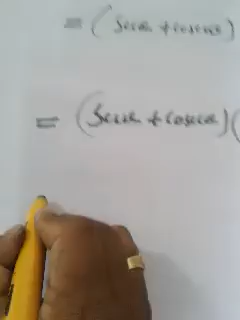 = (secα + cosecα)
= (secα + cosecα)(